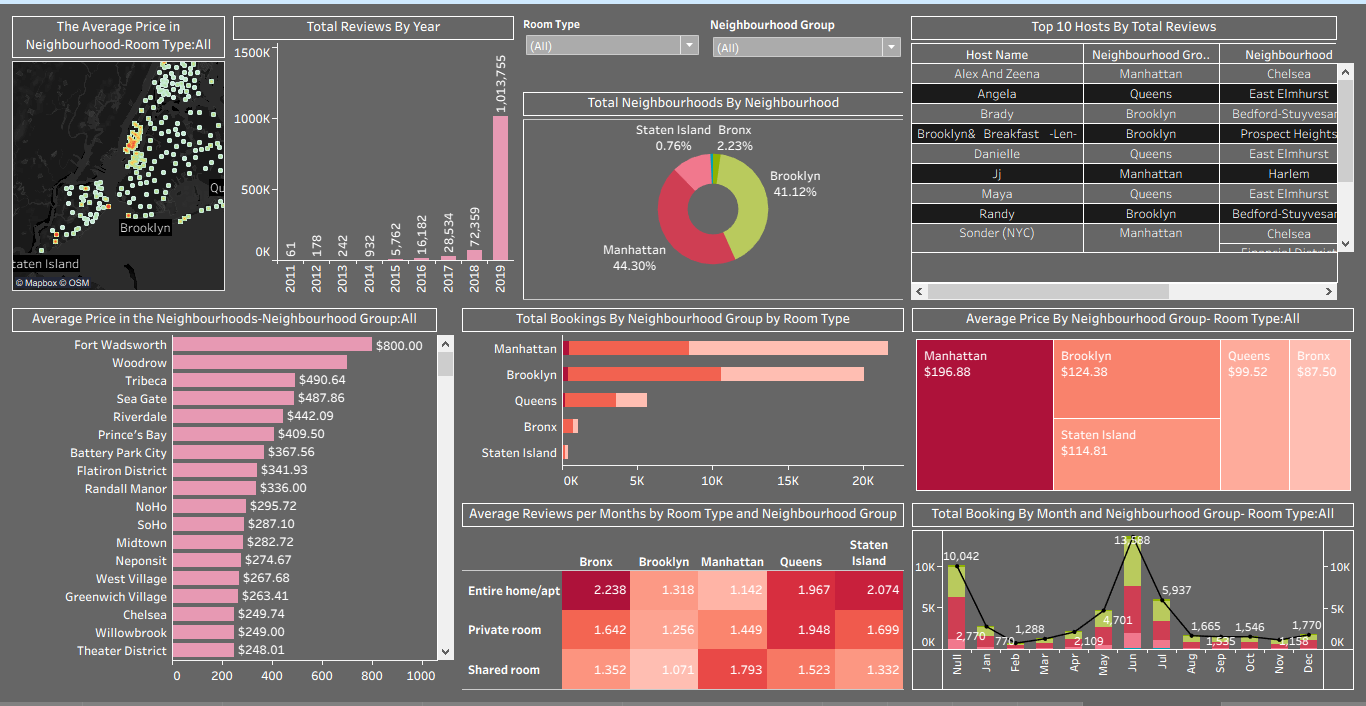 The Average Price in
Neighbourhood-Room Type:All
Brooklyn
Qu
taten Island
© Mapbox © OSM
Total Reviews By Year
1500K
1000K
500K
0K
61
178
242
932
5,762
16,182
28,534
72,359
1,013,755
2011
2012
2013
2014
2015
2016
2017
2018
2019
Room Type
(All)
Neighbourhood Group
(All)
Total Neighbourhoods By Neighbourhood
Staten Island
0.76%
Bronx
2.23%
Brooklyn
41.12%
Manhattan
44.30%
Top 10 Hosts By Total Reviews
Host Name Neighbourhood Gro.. Neighbourhood
Alex And Zeena Manhattan Chelsea
Angela Queens East Elmhurst
Brady Brooklyn Bedford-Stuyvesar
Brooklyn& Breakfast -Len- Brooklyn Prospect Heights
Danielle Queens East Elmhurst
Jj Manhattan Harlem
Maya Queens East Elmhurst
Randy Brooklyn Bedford-Stuyvesar
Sonder (NYC) Manhattan Chelsea
Financial District
Average Price in the Neighbourhoods-Neighbourhood Group:All
Fort Wadsworth $800.00
Woodrow
Tribeca $490.64
Sea Gate $487.86
Riverdale $442.09
Prince's Bay $409.50
Battery Park City $367.56
Flatiron District $341.93
Randall Manor $336.00
NoHo $295.72
SoHo $287.10
Midtown $282.72
Neponsit $274.67
West Village $267.68
Greenwich Village $263.41
Chelsea $249.74
Willowbrook $249.00
Theater District $248.01
0 200 400 600 800 1000
Total Bookings By Neighbourhood Group by Room Type
Manhattan
Brooklyn
Queens
Bronx
Staten Island
0K 5K 10K 15K 20K
Average Price By Neighbourhood Group- Room Type:All
Manhattan
$196.88
Brooklyn
$124.38
Staten Island
$114.81
Queens
$99.52
Bronx
$87.50
Average Reviews per Months by Room Type and Neighbourhood Group
Bronx Brooklyn Manhattan Queens Staten Island
Entire home/apt 2.238 1.318 1.142 1.967 2.074
Private room 1.642 1.256 1.449 1.948 1.699
Shared room 1.352 1.071 1.793 1.523 1.332
Total Booking By Month and Neighbourhood Group- Room Type:All
10K
5K
0K
10,042
2,770
770
1,288
2,109
4,701
13,588
5,937
1,665
1,535
1,546
1,158
1,770
10K
5K
0K
Null
Jan
Feb
Mar
Apr
May
Jun
Jul
Aug
Sep
Oct
Nov
Dec